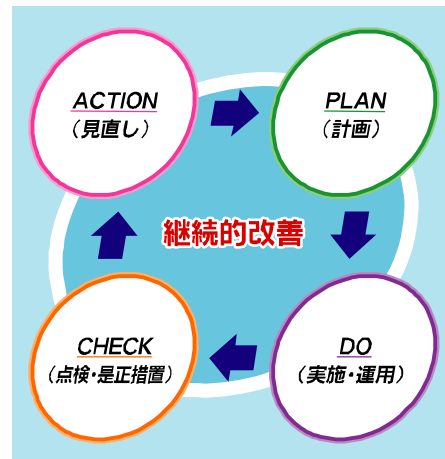 ACTION
(見直し)
PLAN
(計画)
継続的改善
CHECK
(点検・是正措置)
DO
(実施・運用)